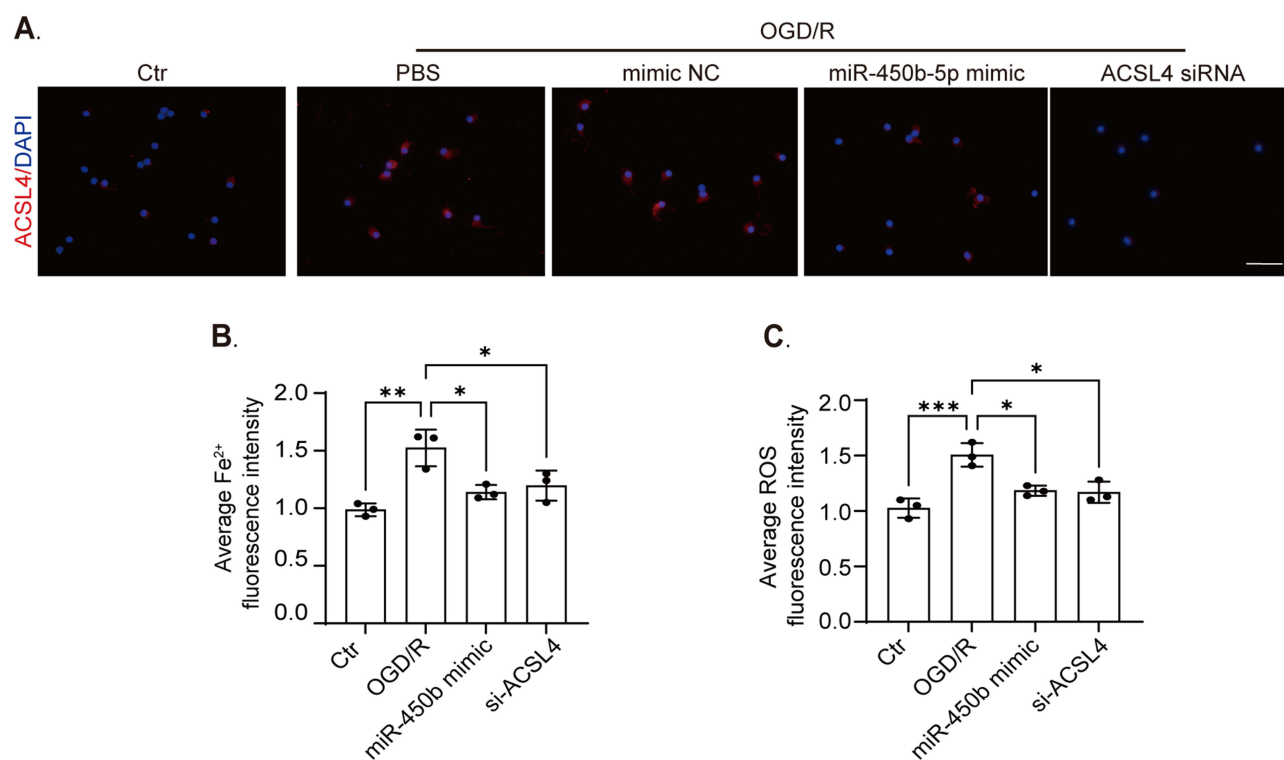 A.
OGD/R
Ctr
PBS
mimic NC
miR-450b-5p mimic
ACSL4 siRNA
ACSL4/DAPI
B.
Average Fe²⁺
fluorescence intensity
2.0
1.5
1.0
0.5
0.0
**
*
*
Ctr
OGD/R
miR-450b mimic
si-ACSL4
C.
Average ROS
fluorescence intensity
2.0
1.5
1.0
0.5
0.0
***
*
*
Ctr
OGD/R
miR-450b mimic
si-ACSL4